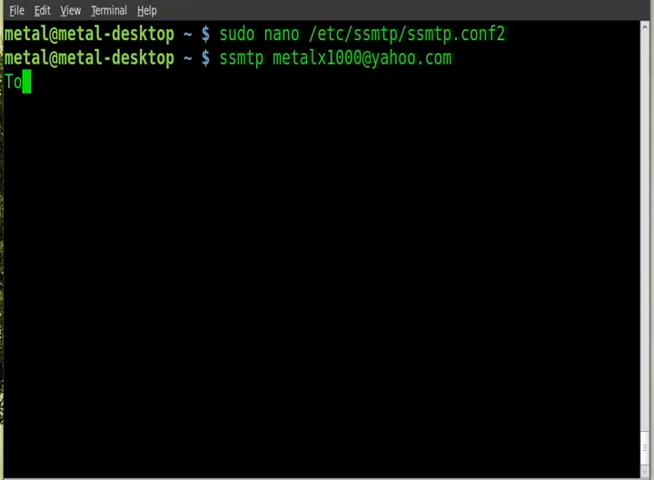 File Edit View Terminal Help
metal@metal-desktop ~ $ sudo nano /etc/ssmtp/ssmtp.conf2
metal@metal-desktop ~ $ ssmtp metalx1000@yahoo.com
To